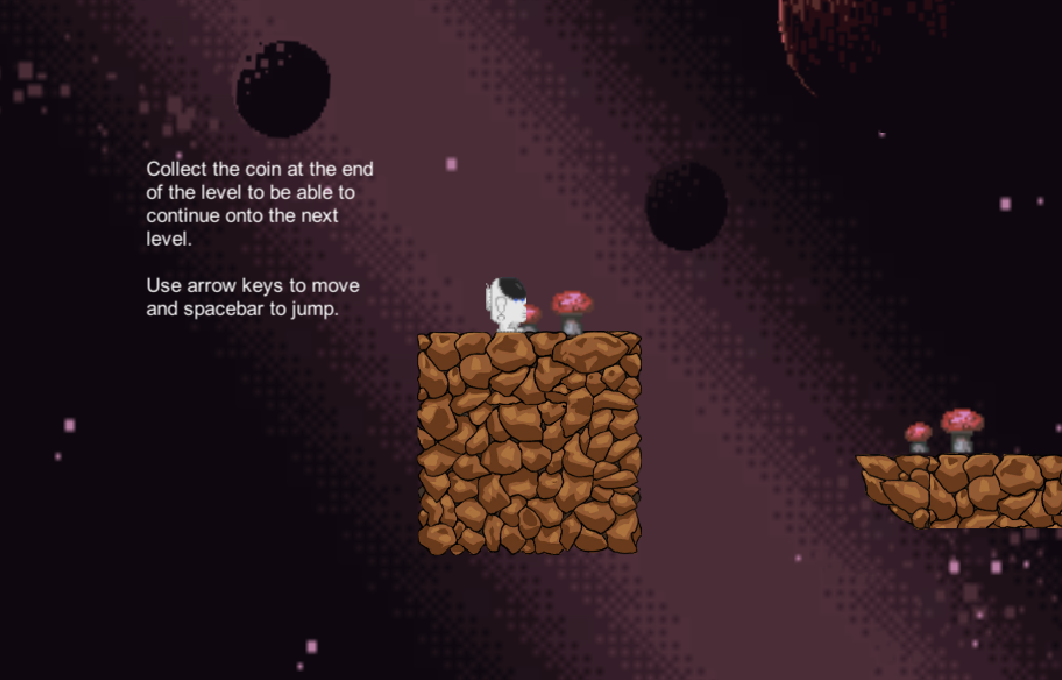 Collect the coin at the end
of the level to be able to
continue onto the next
level.
Use arrow keys to move
and spacebar to jump.